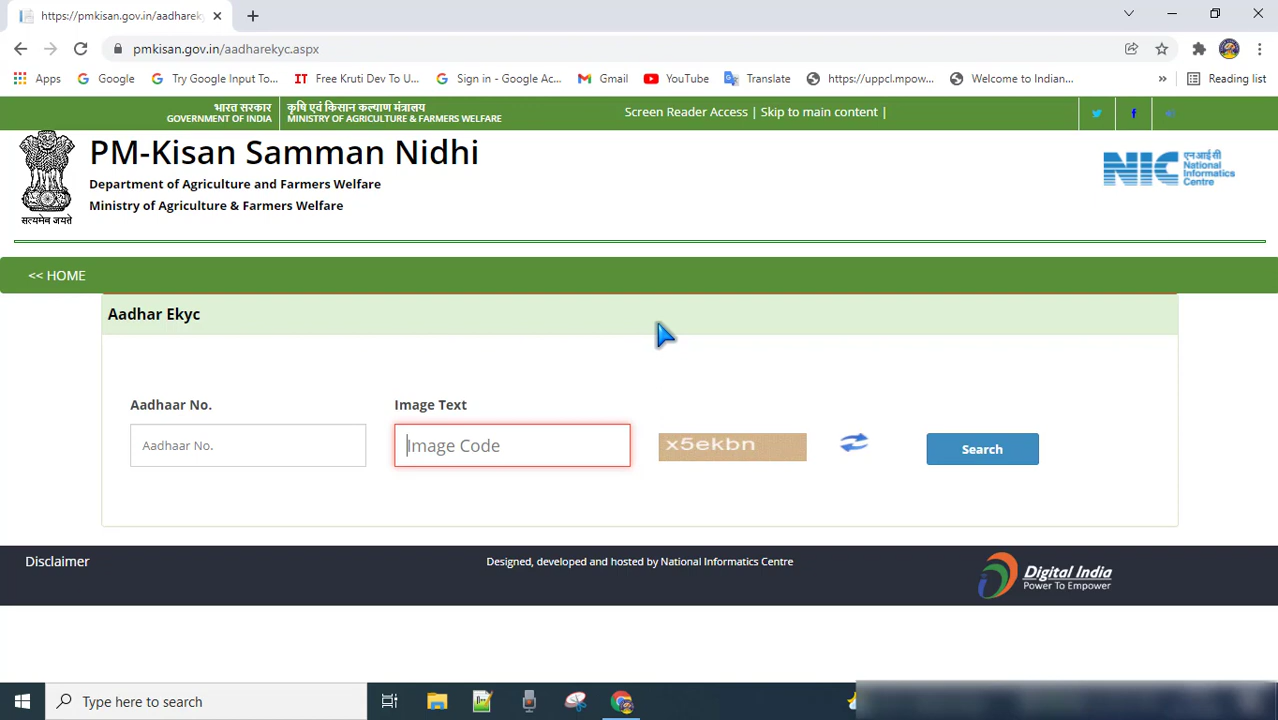 https://pmkisan.gov.in/aadharek
pmkisan.gov.in/aadharekyc.aspx
Apps
Google
Try Google Input To...
IT Free Kruti Dev To U...
Sign in - Google Ac...
Gmail
YouTube
Translate
https://uppcl.mpow...
Welcome to Indian...
»
Reading list
भारत सरकार
GOVERNMENT OF INDIA
कृषि एवं किसान कल्याण मंत्रालय
MINISTRY OF AGRICULTURE & FARMERS WELFARE
Screen Reader Access | Skip to main content |
PM-Kisan Samman Nidhi
Department of Agriculture and Farmers Welfare
Ministry of Agriculture & Farmers Welfare
सत्यमेव जयते
NIC
एन आई सी
National
Informatics
Centre
<< HOME
Aadhar Ekyc
Aadhaar No.
Image Text
Aadhaar No.
Image Code
x5ekbn
Search
Disclaimer
Designed, developed and hosted by National Informatics Centre
Digital India
Power To Empower
Type here to search